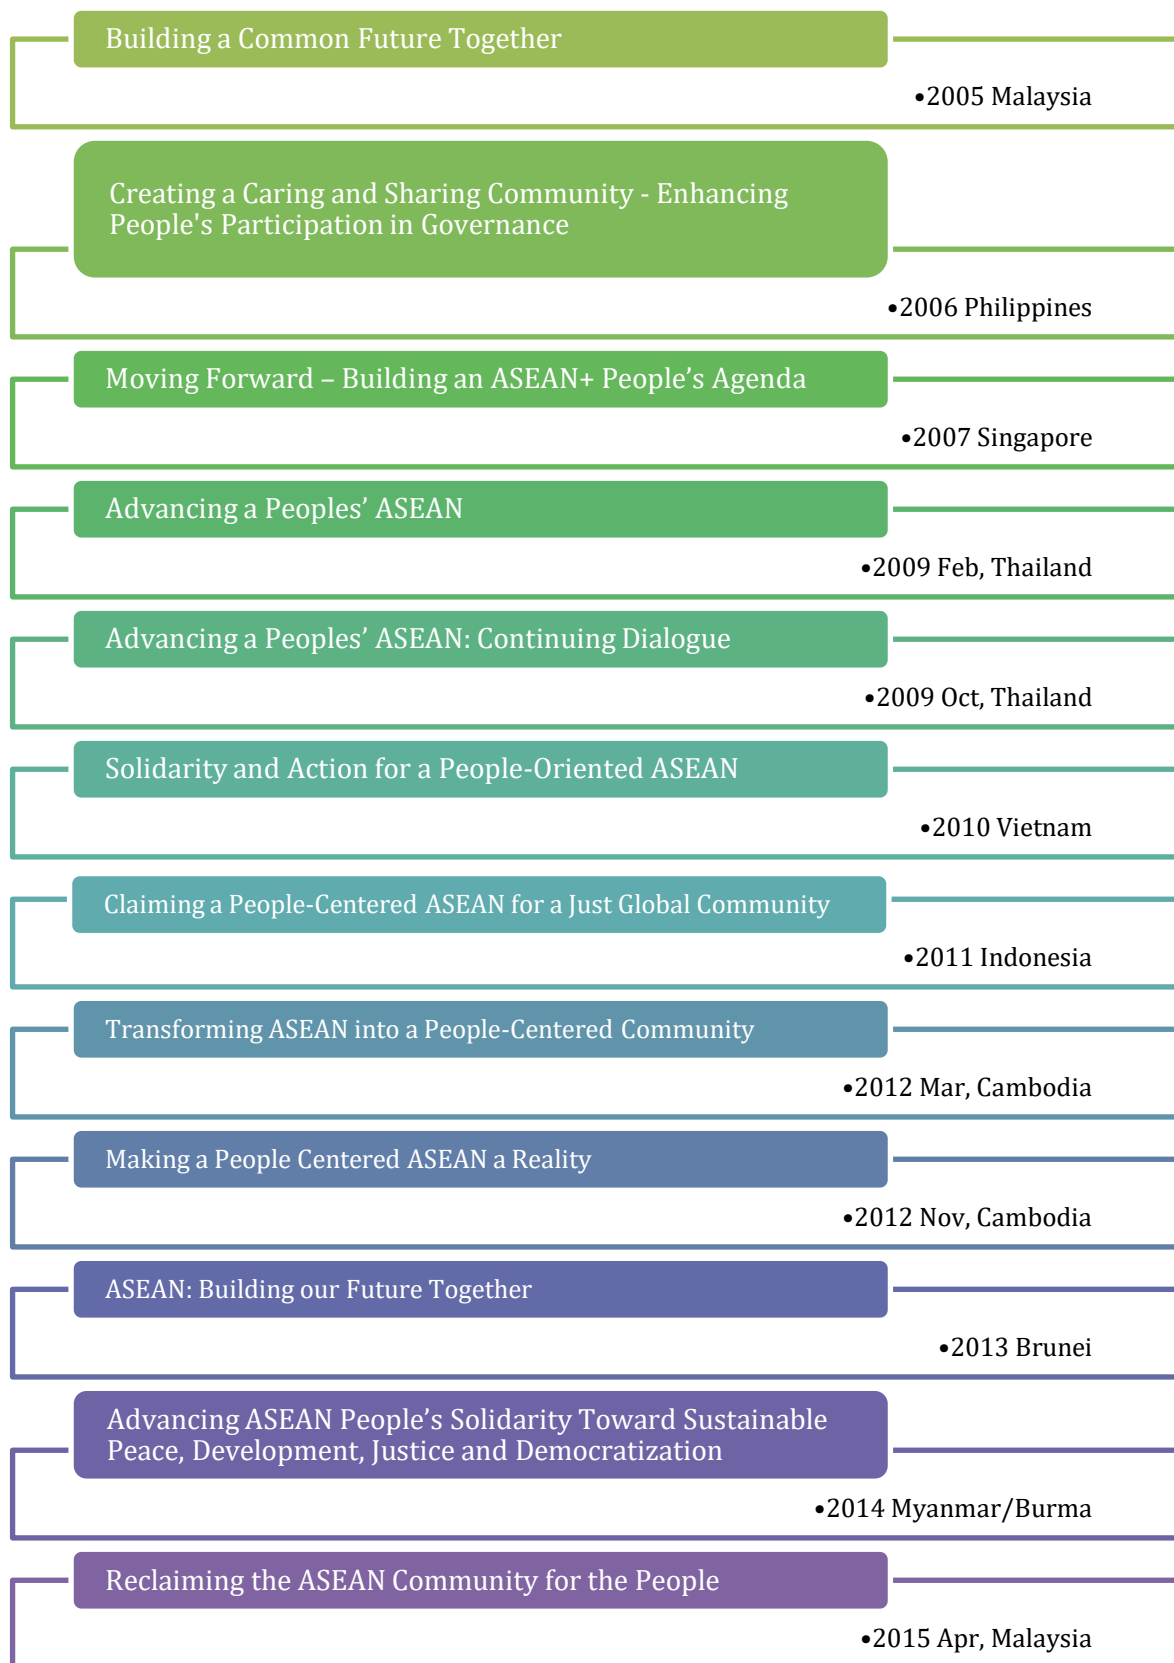 Building a Common Future Together
•2005 Malaysia
Creating a Caring and Sharing Community - Enhancing
People's Participation in Governance
•2006 Philippines
Moving Forward – Building an ASEAN+ People’s Agenda
•2007 Singapore
Advancing a Peoples’ ASEAN
•2009 Feb, Thailand
Advancing a Peoples’ ASEAN: Continuing Dialogue
•2009 Oct, Thailand
Solidarity and Action for a People-Oriented ASEAN
•2010 Vietnam
Claiming a People-Centered ASEAN for a Just Global Community
•2011 Indonesia
Transforming ASEAN into a People-Centered Community
•2012 Mar, Cambodia
Making a People Centered ASEAN a Reality
•2012 Nov, Cambodia
ASEAN: Building our Future Together
•2013 Brunei
Advancing ASEAN People’s Solidarity Toward Sustainable
Peace, Development, Justice and Democratization
•2014 Myanmar/Burma
Reclaiming the ASEAN Community for the People
•2015 Apr, Malaysia